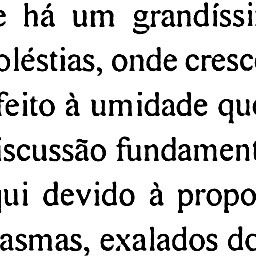 e há um grandíssi
oléstias, onde cresc
feito à umidade que
iscussão fundament
qui devido à propo
asmas, exalados do